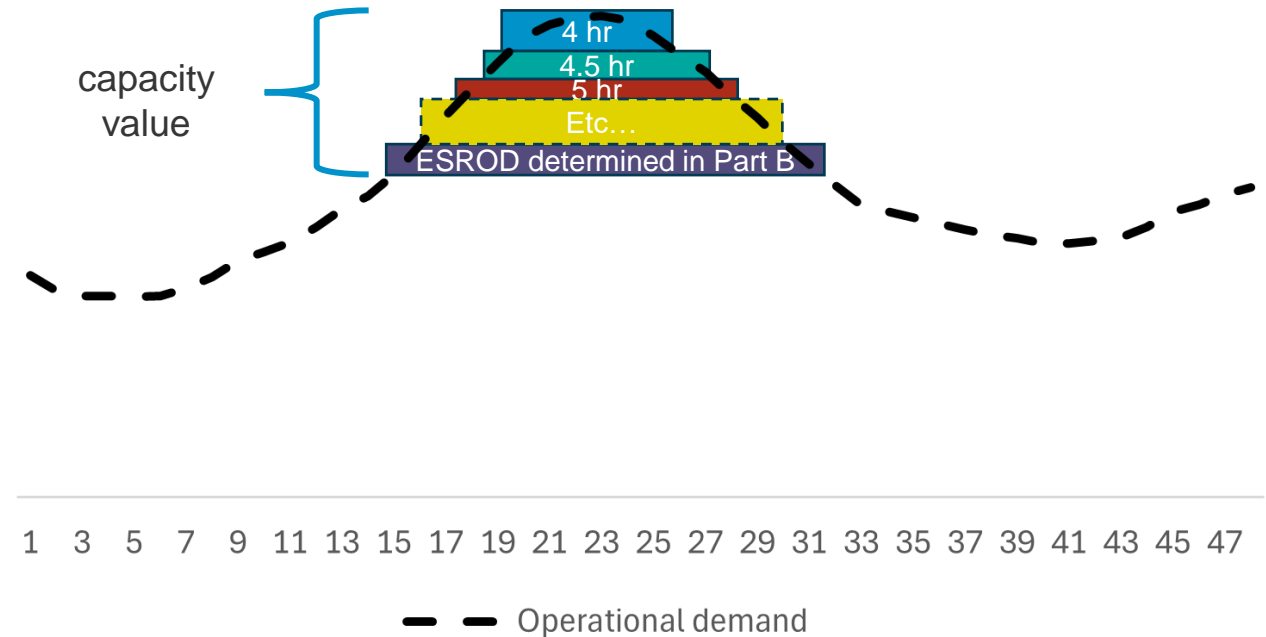 4 hr
capacity
value
4.5 hr
5 hr
Etc…
ESROD determined in Part B
1 3 5 7 9 11 13 15 17 19 21 23 25 27 29 31 33 35 37 39 41 43 45 47
Operational demand